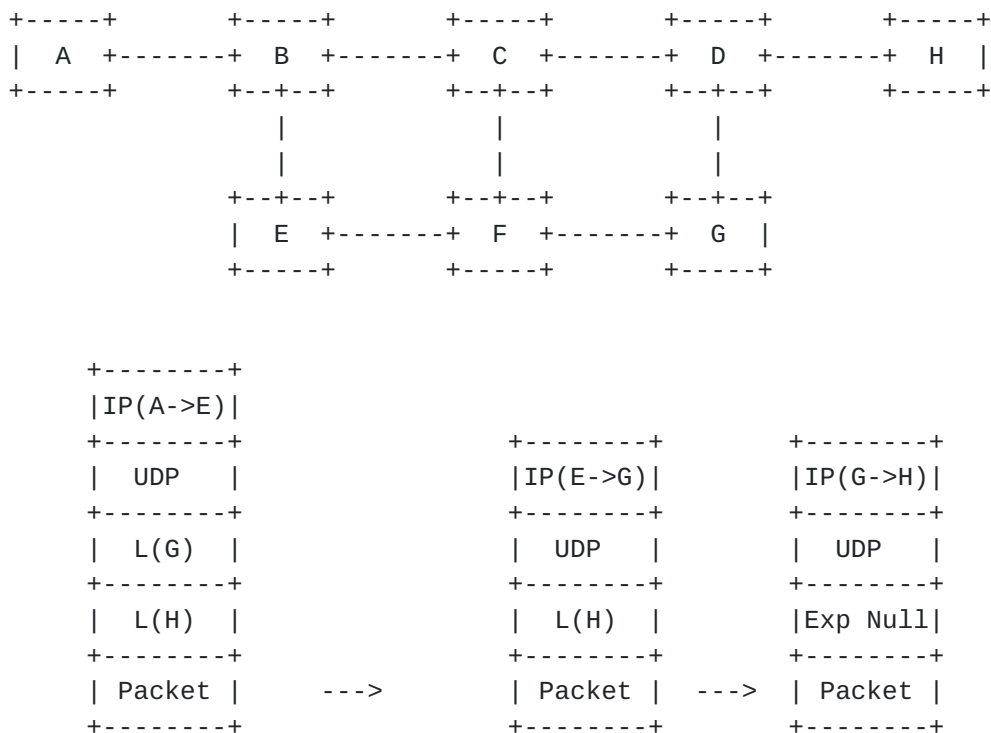 +-----+       +-----+       +-----+       +-----+       +-----+
|  A  +-------+  B  +-------+  C  +-------+  D  +-------+  H  |
+-----+       +--+--+       +--+--+       +--+--+       +-----+
                 |             |             |
                 |             |             |
              +--+--+       +--+--+       +--+--+
              |  E  +-------+  F  +-------+  G  |
              +-----+       +-----+       +-----+
     +--------+
     |IP(A->E)|
     +--------+                 +--------+        +--------+
     |  UDP   |                 |IP(E->G)|        |IP(G->H)|
     +--------+                 +--------+        +--------+
     |  L(G)  |                 |  UDP   |        |  UDP   |
     +--------+                 +--------+        +--------+
     |  L(H)  |                 |  L(H)  |        |Exp Null|
     +--------+                 +--------+        +--------+
     | Packet |     --->        | Packet |  --->  | Packet |
     +--------+                 +--------+        +--------+